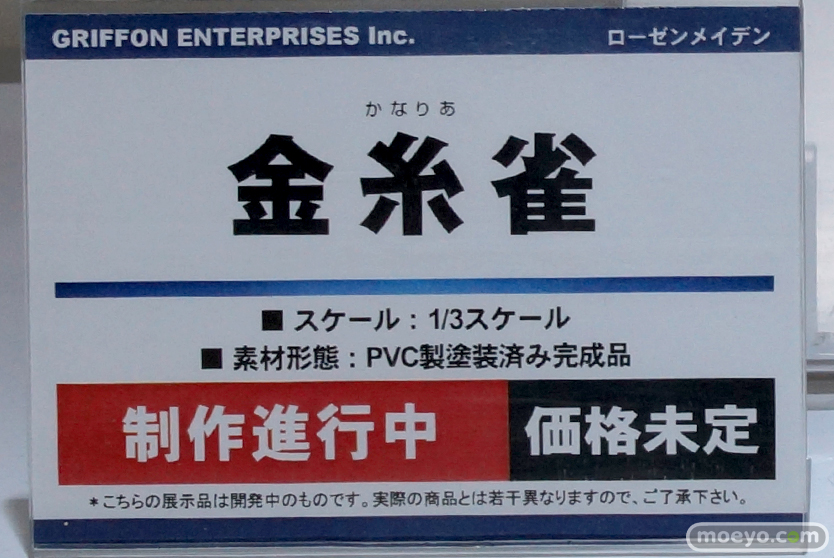 GRIFFON ENTERPRISES Inc. ローゼンメイデン
かなりあ
金糸雀
■ スケール：1/3スケール
■ 素材形態：PVC製塗装済み完成品
制作進行中 価格未定
＊こちらの展示品は開発中のものです。実際の商品とは若干異なりますので、ご了承下さい。
moeyo.com